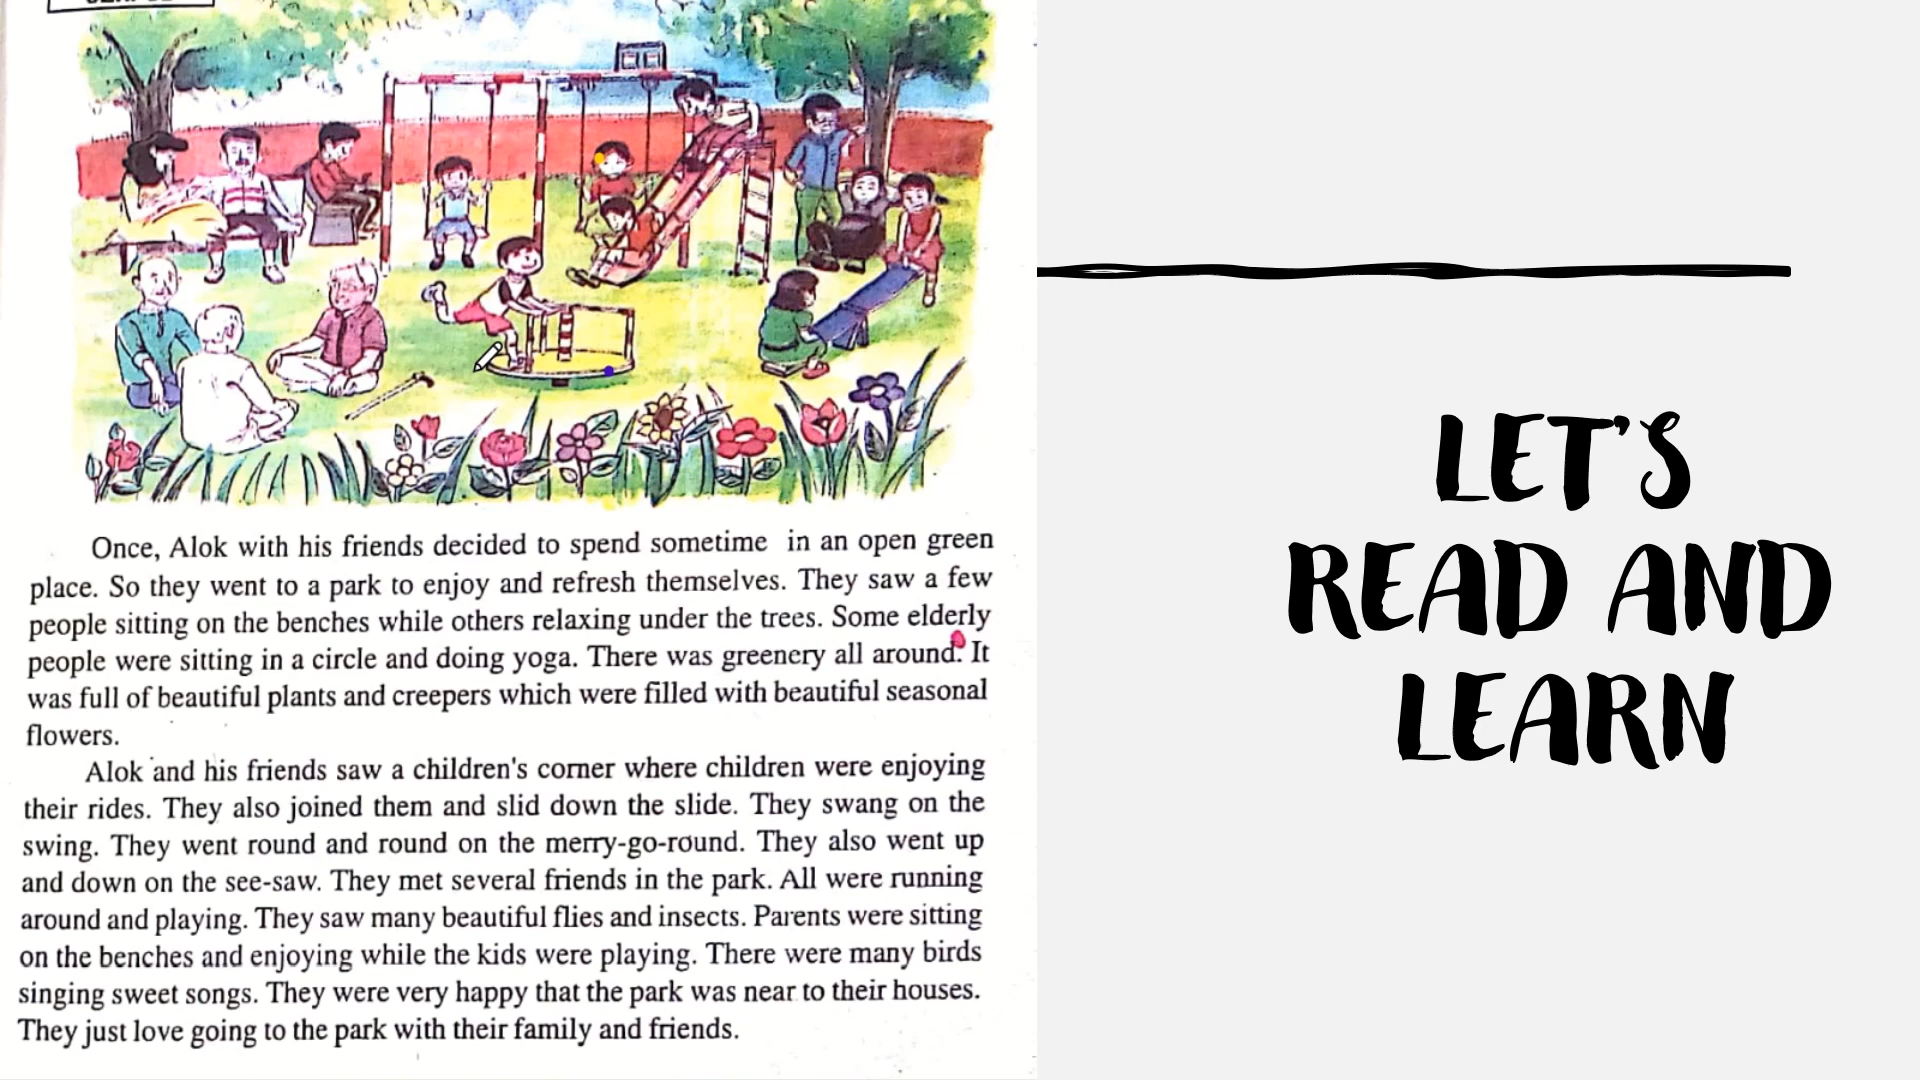 Once, Alok with his friends decided to spend sometime in an open green
place. So they went to a park to enjoy and refresh themselves. They saw a few
people sitting on the benches while others relaxing under the trees. Some elderly
people were sitting in a circle and doing yoga. There was greenery all around. It
was full of beautiful plants and creepers which were filled with beautiful seasonal
flowers.
Alok and his friends saw a children's corner where children were enjoying
their rides. They also joined them and slid down the slide. They swang on the
swing. They went round and round on the merry-go-round. They also went up
and down on the see-saw. They met several friends in the park. All were running
around and playing. They saw many beautiful flies and insects. Parents were sitting
on the benches and enjoying while the kids were playing. There were many birds
singing sweet songs. They were very happy that the park was near to their houses.
They just love going to the park with their family and friends.
LET'S
READ AND
LEARN